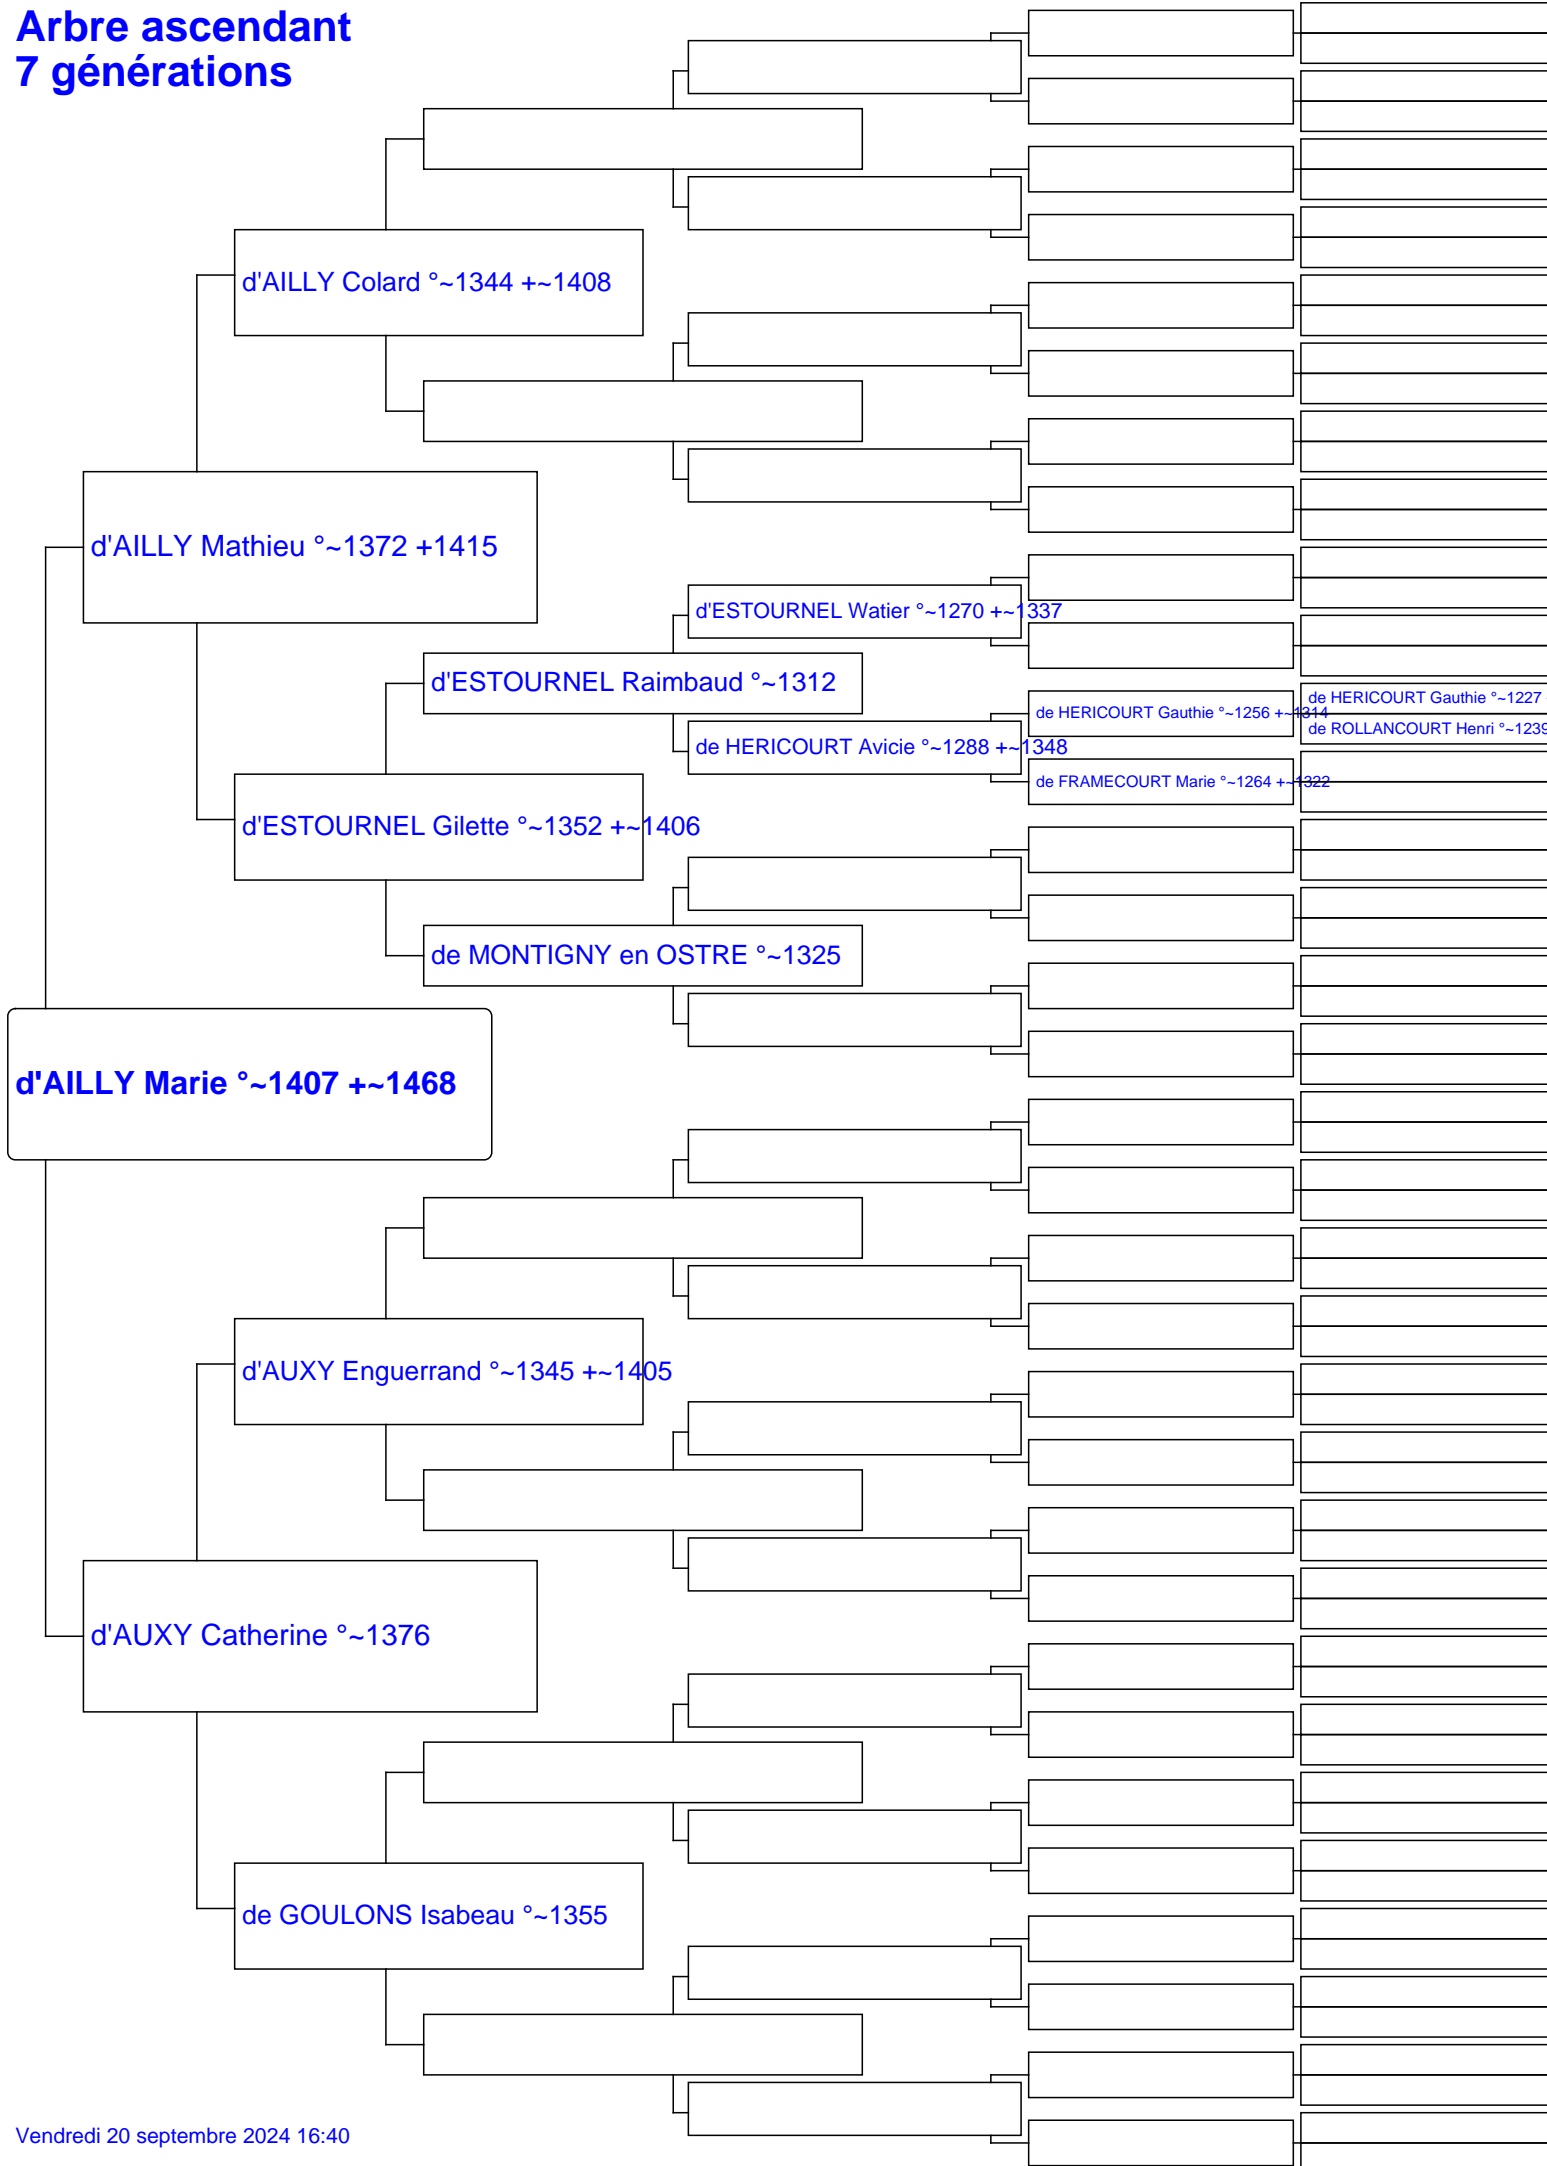 Arbre ascendant
7 générations
d'AILLY Colard °~1344 +~1408
d'AILLY Mathieu °~1372 +1415
d'ESTOURNEL Watier °~1270 +~1337
d'ESTOURNEL Raimbaud °~1312
de HERICOURT Gauthie °~1227
de HERICOURT Gauthie °~1256 +~1314
de ROLLANCOURT Henri °~1239
de HERICOURT Avicie °~1288 +~1348
de FRAMECOURT Marie °~1264 +~1322
d'ESTOURNEL Gilette °~1352 +~1406
de MONTIGNY en OSTRE °~1325
d'AILLY Marie °~1407 +~1468
d'AUXY Enguerrand °~1345 +~1405
d'AUXY Catherine °~1376
de GOULONS Isabeau °~1355
Vendredi 20 septembre 2024 16:40